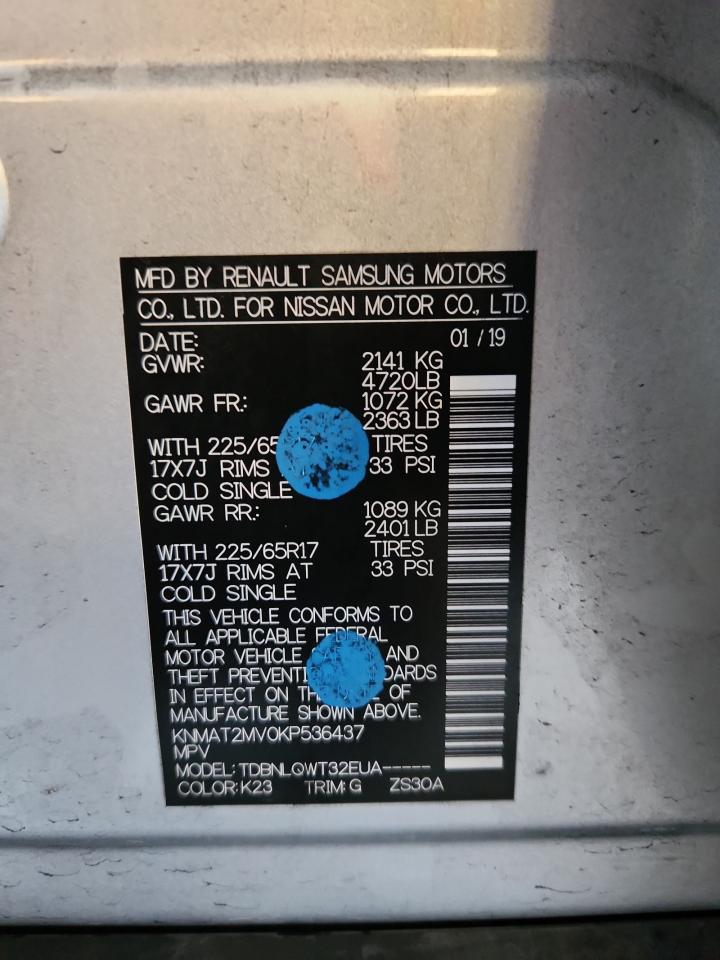 MFD BY RENAULT SAMSUNG MOTORS
CO., LTD. FOR NISSAN MOTOR CO., LTD.
DATE: 01 / 19
GVWR: 2141 KG
4720LB
GAWR FR.: 1072 KG
2363 LB
WITH 225/65 TIRES
17X7J RIMS 33 PSI
COLD SINGLE
GAWR RR.: 1089 KG
2401 LB
WITH 225/65R17 TIRES
17X7J RIMS AT 33 PSI
COLD SINGLE
THIS VEHICLE CONFORMS TO
ALL APPLICABLE FEDERAL
MOTOR VEHICLE AND
THEFT
IN EFFECT ON OF
MANUFACTURE SHOWN ABOVE.
KNMAT2MV0KP536437
MPV
MODEL: TDBNLQWT32EUA-----
COLOR: K23 TRIM: G ZS30A